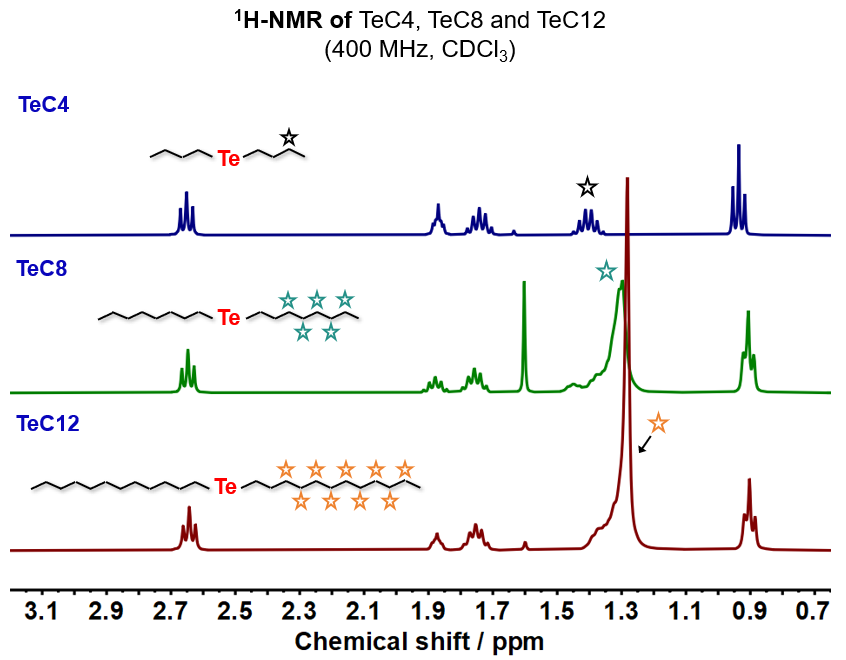 ¹H-NMR of TeC4, TeC8 and TeC12
(400 MHz, CDCl₃)
TeC4
Te
TeC8
Te
TeC12
Te
3.1 2.9 2.7 2.5 2.3 2.1 1.9 1.7 1.5 1.3 1.1 0.9 0.7
Chemical shift / ppm